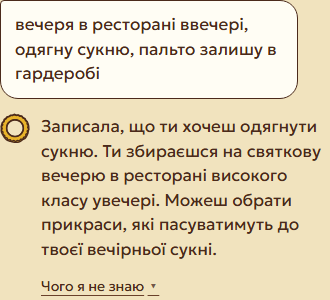 вечеря в ресторані ввечері,
одягну сукню, пальто залишу в
гардеробі
Записала, що ти хочеш одягнути
сукню. Ти збираєшся на святкову
вечерю в ресторані високого
класу увечері. Можеш обрати
прикраси, які пасуватимуть до
твоєї вечірньої сукні.
Чого я не знаю